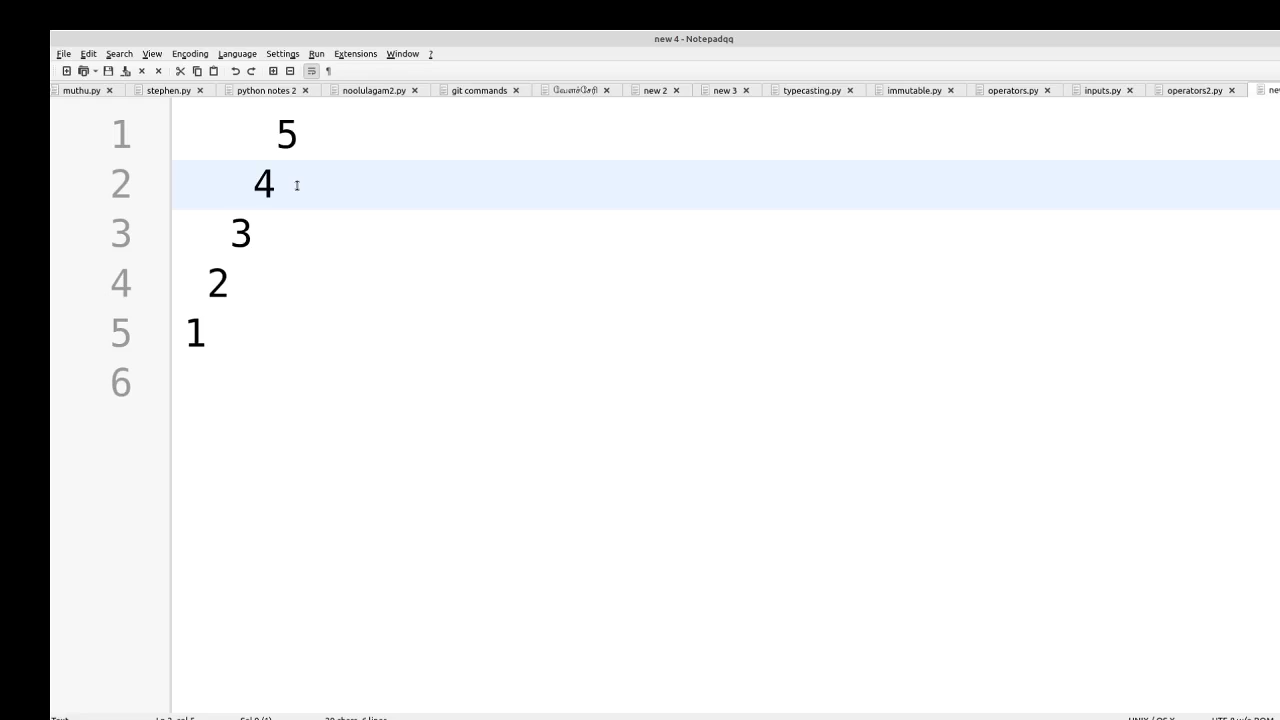 new 4 - Notepadqq
File Edit Search View Encoding Language Settings Run Extensions Window ?
muthu.py stephen.py python notes 2 noolulagam2.py git commands வேளச்சேரி new 2 new 3 typecasting.py immutable.py operators.py inputs.py operators2.py
1 5
2 4
3 3
4 2
5 1
6